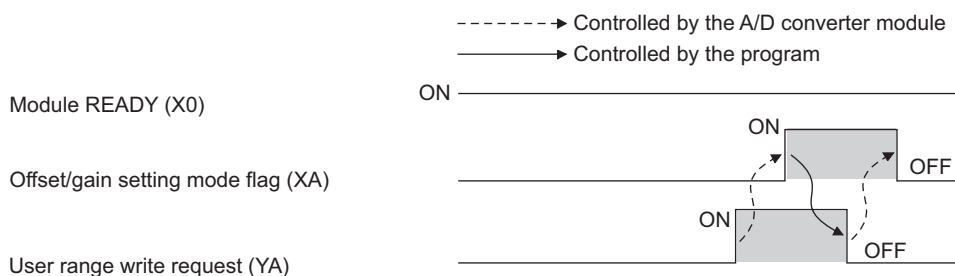 Controlled by the A/D converter module
Controlled by the program
Module READY (X0)
ON
ON
Offset/gain setting mode flag (XA)
OFF
ON
User range write request (YA)
OFF